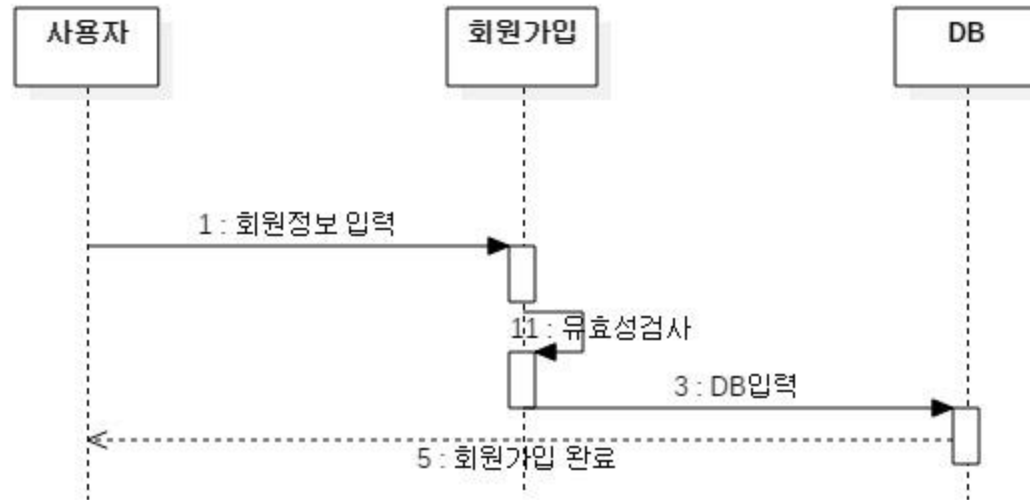 사용자
회원가입
DB
1 : 회원정보 입력
11 : 유효성검사
3 : DB입력
5 : 회원가입 완료